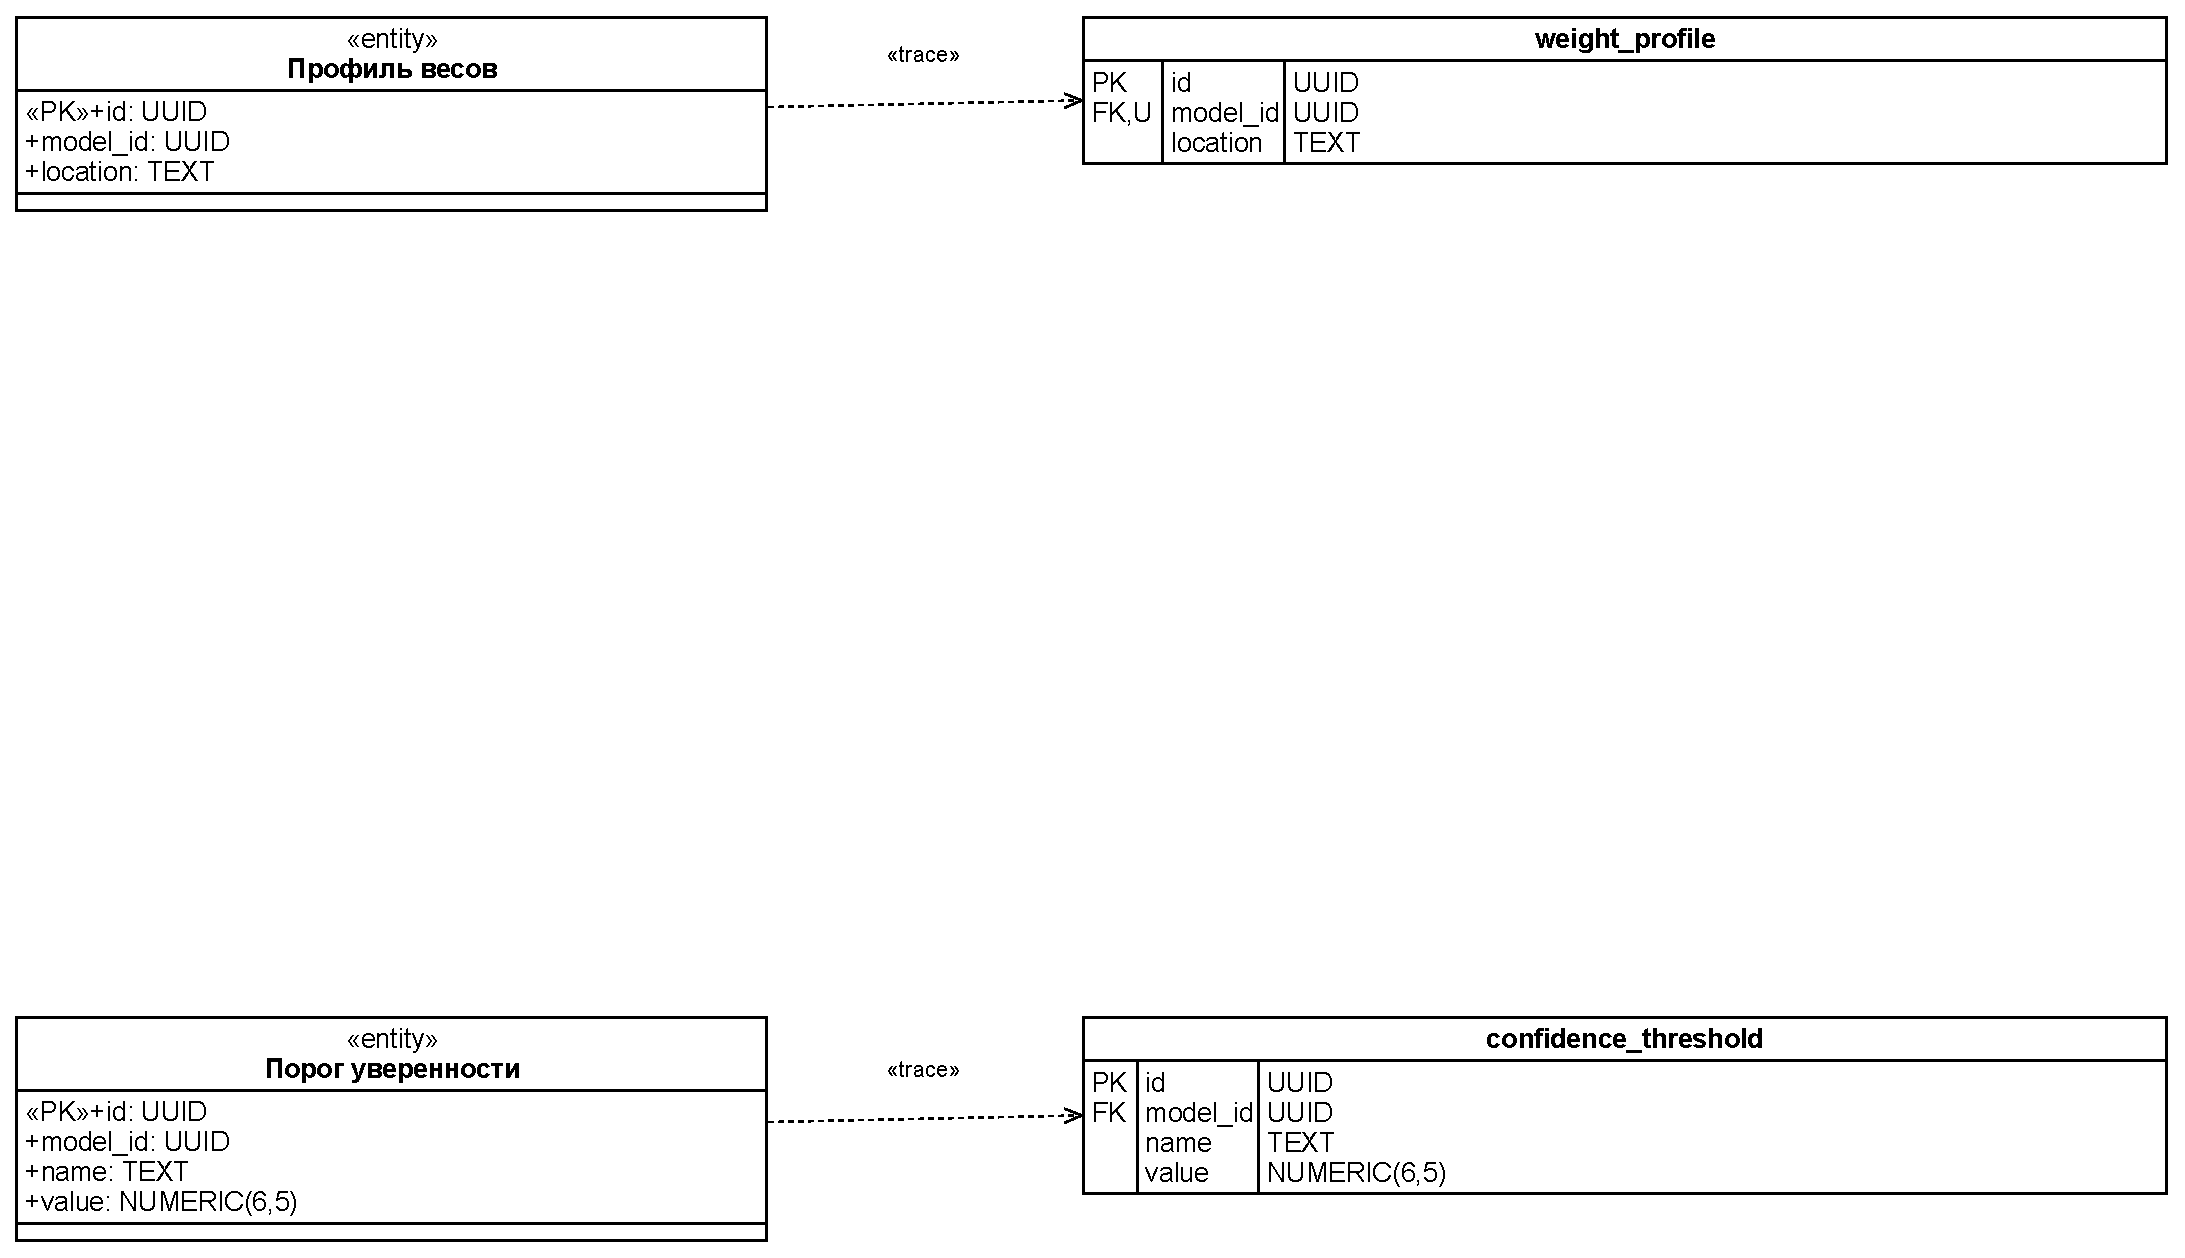 «entity»
Профиль весов
«PK»+id: UUID
+model_id: UUID
+location: TEXT
«trace»
weight_profile
PK id UUID
FK,U model_id UUID
location TEXT
«entity»
Порог уверенности
«PK»+id: UUID
+model_id: UUID
+name: TEXT
+value: NUMERIC(6,5)
«trace»
confidence_threshold
PK id UUID
FK model_id UUID
name TEXT
value NUMERIC(6,5)